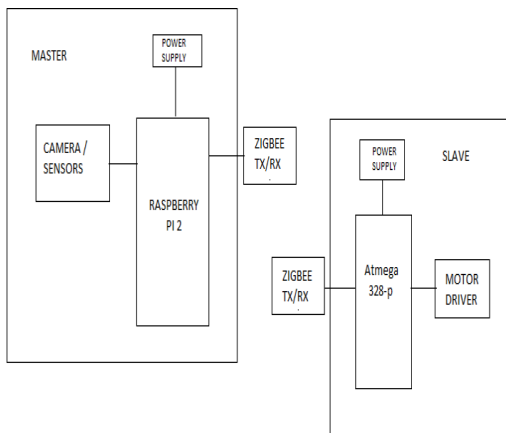 MASTER
POWER
SUPPLY
CAMERA /
SENSORS
RASPBERRY
PI 2
ZIGBEE
TX/RX
.
SLAVE
POWER
SUPPLY
ZIGBEE
TX/RX
.
Atmega
328-p
MOTOR
DRIVER